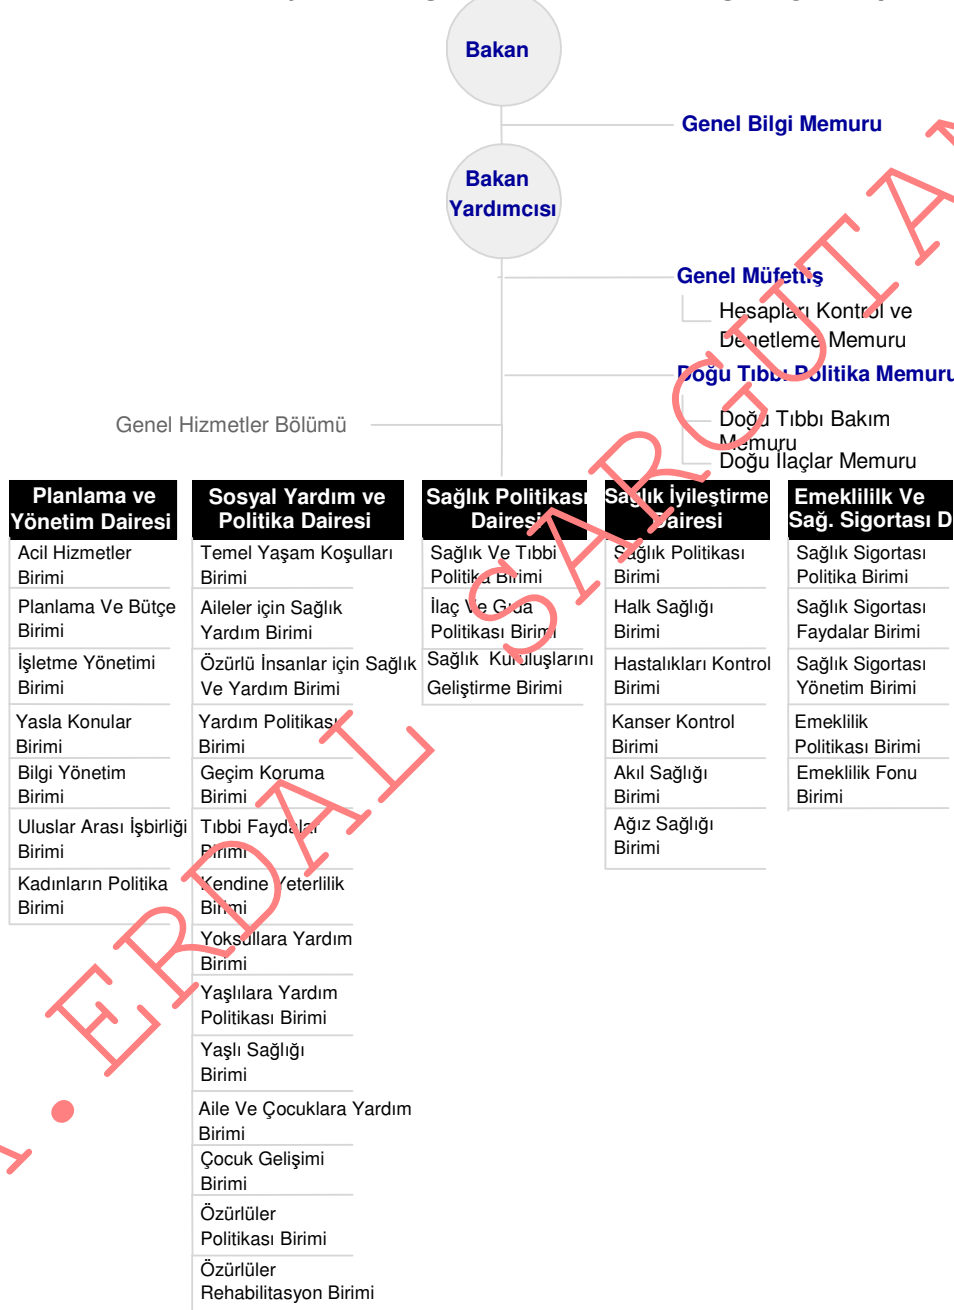 Bakan
Genel Bilgi Memuru
Bakan
Yardımcısı
Genel Müfettiş
Hesapları Kontrol ve
Denetleme Memuru
Doğu Tıbbı Politika Memuru
Genel Hizmetler Bölümü
Doğu Tıbbı Bakım
Memuru
Doğu İlaçlar Memuru
Planlama ve
Yönetim Dairesi
Acil Hizmetler
Birimi
Planlama Ve Bütçe
Birimi
İşletme Yönetimi
Birimi
Yasla Konular
Birimi
Bilgi Yönetim
Birimi
Uluslar Arası İşbirliği
Birimi
Kadınların Politika
Birimi
Sosyal Yardım ve
Politika Dairesi
Temel Yaşam Koşulları
Birimi
Aileler için Sağlık
Yardım Birimi
Özürlü İnsanlar için Sağlık
Ve Yardım Birimi
Yardım Politikası
Birimi
Geçim Koruma
Birimi
Tıbbi Faydalar
Birimi
Kendine Yeterlilik
Birimi
Yoksullara Yardım
Birimi
Yaşlılara Yardım
Politikası Birimi
Yaşlı Sağlığı
Birimi
Aile Ve Çocuklara Yardım
Birimi
Çocuk Gelişimi
Birimi
Özürlüler
Politikası Birimi
Özürlüler
Rehabilitasyon Birimi
Sağlık Politikası
Dairesi
Sağlık Ve Tıbbi
Politika Birimi
İlaç Ve Gıda
Politikası Birimi
Sağlık Kuruluşlarını
Geliştirme Birimi
Sağlık İyileştirme
Dairesi
Sağlık Politikası
Birimi
Halk Sağlığı
Birimi
Hastalıkları Kontrol
Birimi
Kanser Kontrol
Birimi
Akıl Sağlığı
Birimi
Ağız Sağlığı
Birimi
Emeklililk Ve
Sağ. Sigortası D
Sağlık Sigortası
Politika Birimi
Sağlık Sigortası
Faydalar Birimi
Sağlık Sigortası
Yönetim Birimi
Emeklilik
Politikası Birimi
Emeklilik Fonu
Birimi
A. ERDAL SARGUTAN